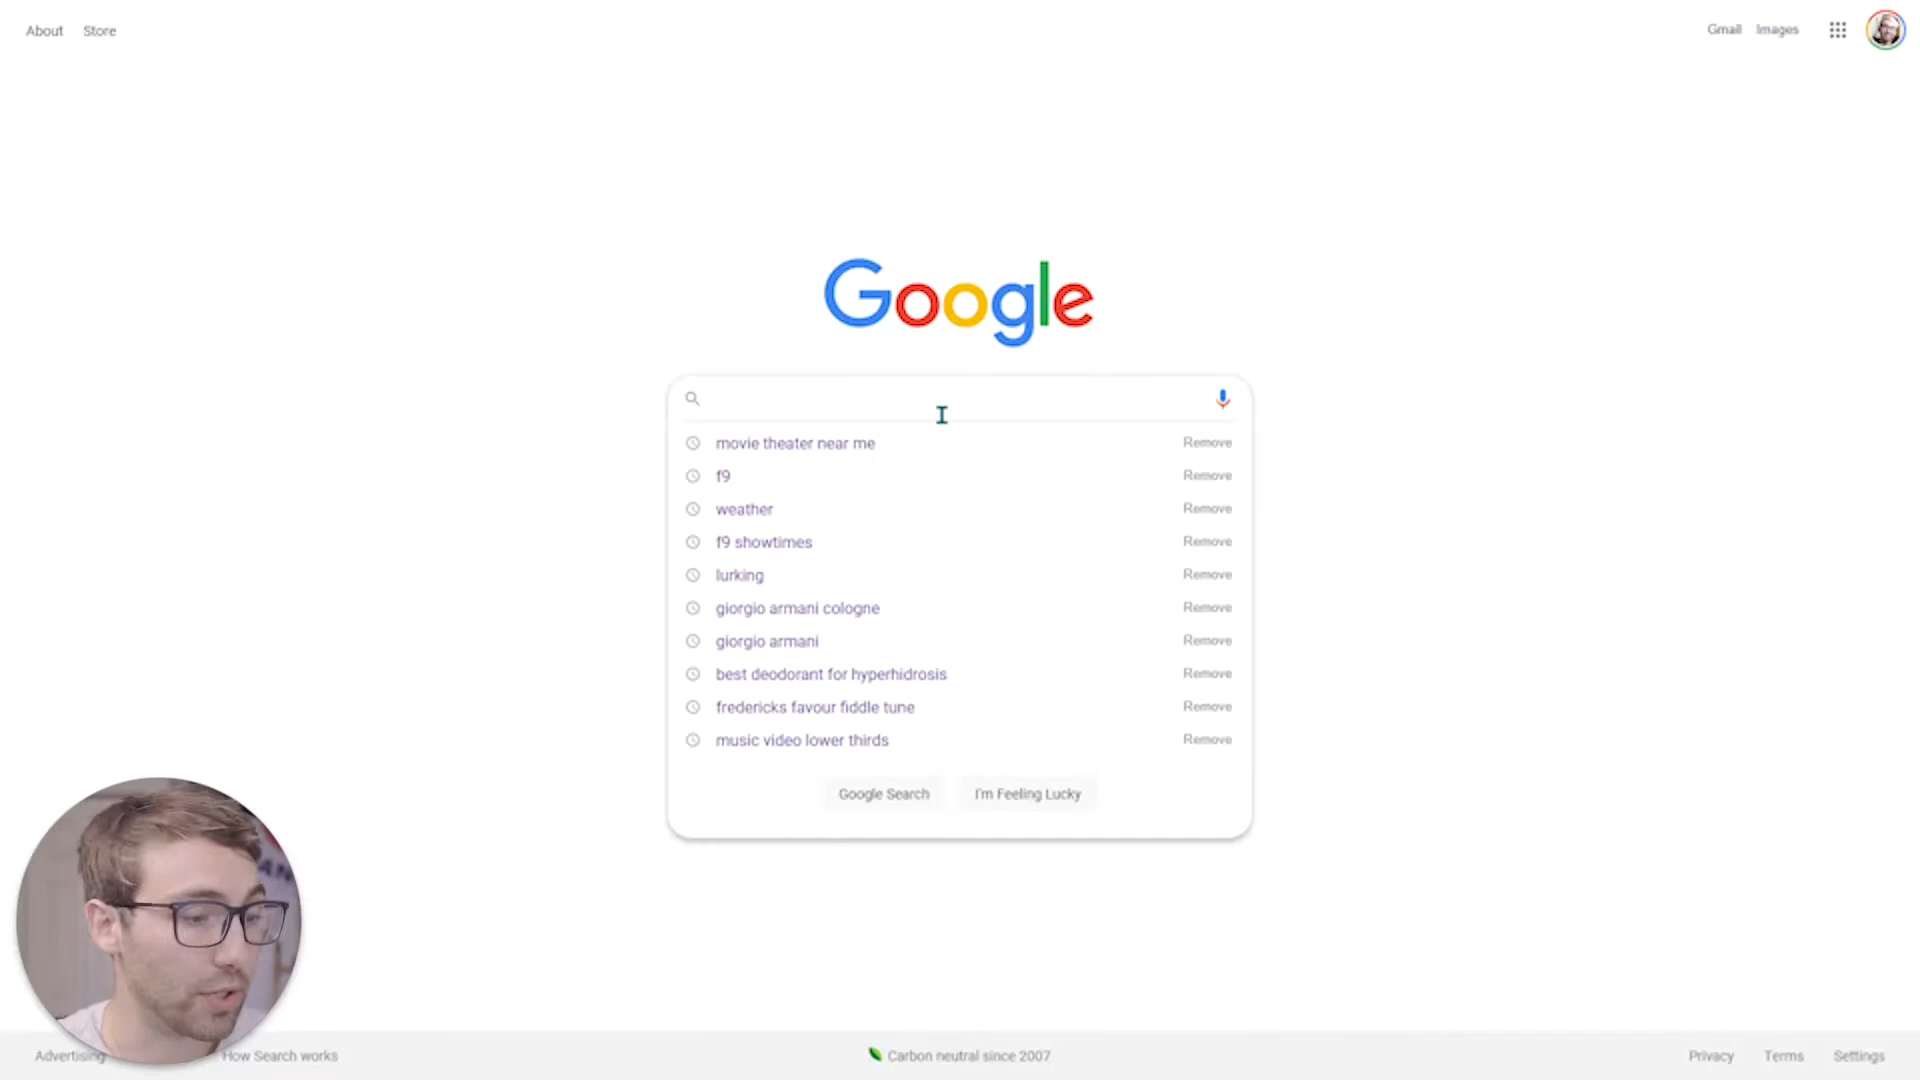 About Store
Gmail Images
Google
movie theater near me Remove
f9 Remove
weather Remove
f9 showtimes Remove
lurking Remove
giorgio armani cologne Remove
giorgio armani Remove
best deodorant for hyperhidrosis Remove
fredericks favour fiddle tune Remove
music video lower thirds Remove
Google Search I'm Feeling Lucky
Advertising How Search works Carbon neutral since 2007 Privacy Terms Settings